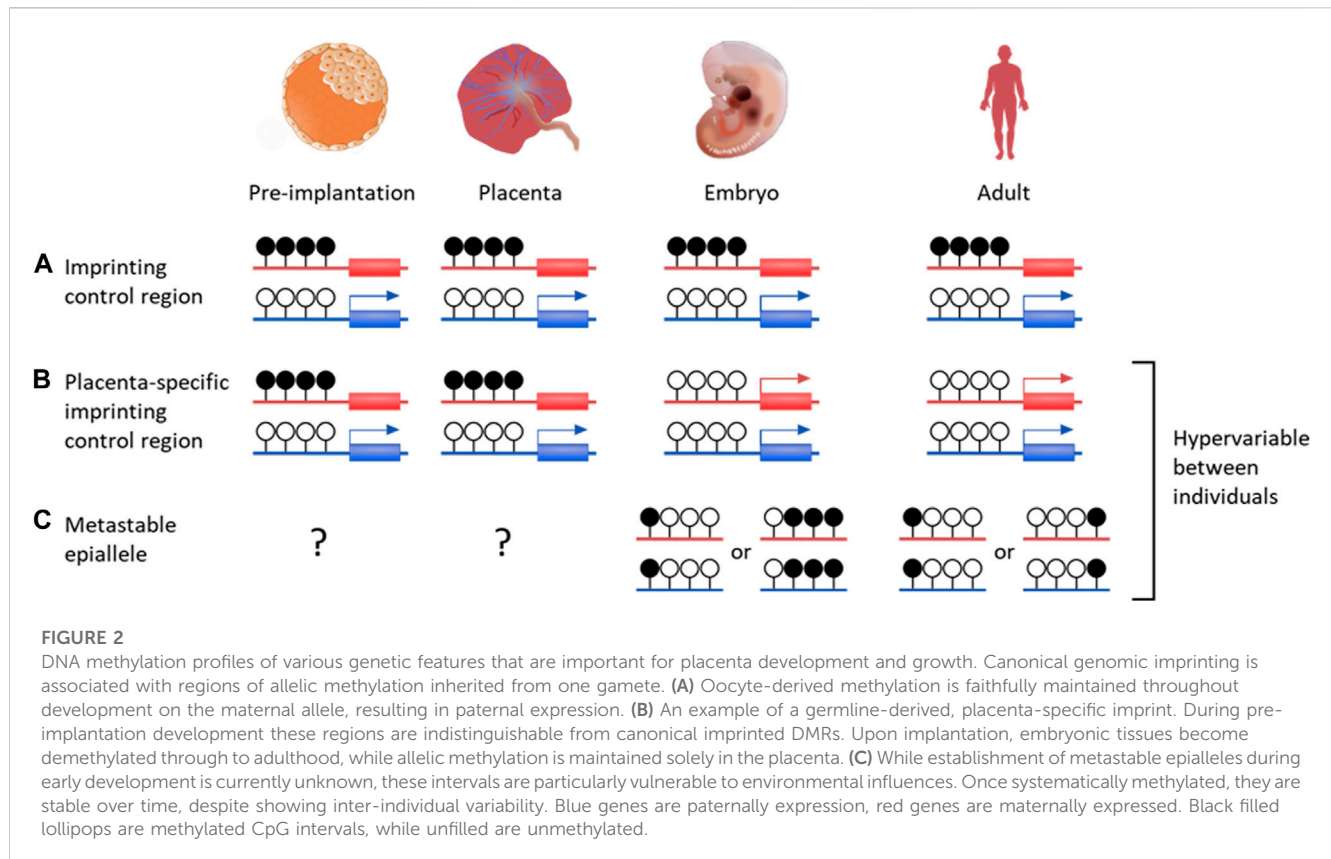 Pre-implantation
Placenta
Embryo
Adult
A Imprinting
control region
B Placenta-specific
imprinting
control region
Hypervariable
between
individuals
C Metastable
epiallele
?
?
or
or
FIGURE 2
DNA methylation profiles of various genetic features that are important for placenta development and growth. Canonical genomic imprinting is
associated with regions of allelic methylation inherited from one gamete. (A) Oocyte-derived methylation is faithfully maintained throughout
development on the maternal allele, resulting in paternal expression. (B) An example of a germline-derived, placenta-specific imprint. During pre-
implantation development these regions are indistinguishable from canonical imprinted DMRs. Upon implantation, embryonic tissues become
demethylated through to adulthood, while allelic methylation is maintained solely in the placenta. (C) While establishment of metastable epialleles during
early development is currently unknown, these intervals are particularly vulnerable to environmental influences. Once systematically methylated, they are
stable over time, despite showing inter-individual variability. Blue genes are paternally expression, red genes are maternally expressed. Black filled
lollipops are methylated CpG intervals, while unfilled are unmethylated.